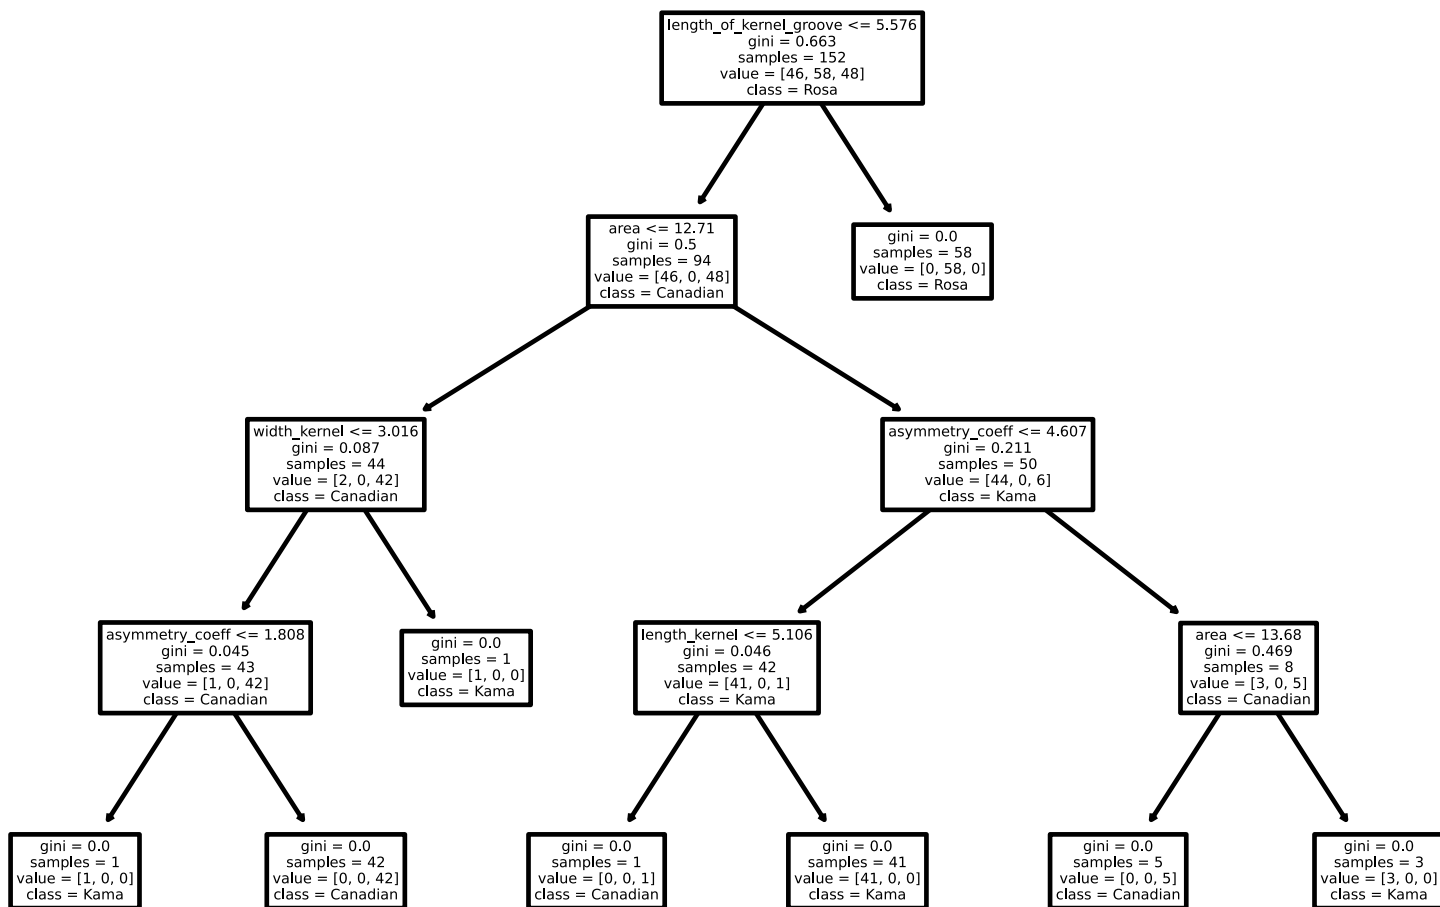 length_of_kernel_groove <= 5.576
gini = 0.663
samples = 152
value = [46, 58, 48]
class = Rosa
area <= 12.71
gini = 0.5
samples = 94
value = [46, 0, 48]
class = Canadian
gini = 0.0
samples = 58
value = [0, 58, 0]
class = Rosa
width_kernel <= 3.016
gini = 0.087
samples = 44
value = [2, 0, 42]
class = Canadian
asymmetry_coeff <= 4.607
gini = 0.211
samples = 50
value = [44, 0, 6]
class = Kama
asymmetry_coeff <= 1.808
gini = 0.045
samples = 43
value = [1, 0, 42]
class = Canadian
gini = 0.0
samples = 1
value = [1, 0, 0]
class = Kama
length_kernel <= 5.106
gini = 0.046
samples = 42
value = [41, 0, 1]
class = Kama
area <= 13.68
gini = 0.469
samples = 8
value = [3, 0, 5]
class = Canadian
gini = 0.0
samples = 1
value = [1, 0, 0]
class = Kama
gini = 0.0
samples = 42
value = [0, 0, 42]
class = Canadian
gini = 0.0
samples = 1
value = [0, 0, 1]
class = Canadian
gini = 0.0
samples = 41
value = [41, 0, 0]
class = Kama
gini = 0.0
samples = 5
value = [0, 0, 5]
class = Canadian
gini = 0.0
samples = 3
value = [3, 0, 0]
class = Kama